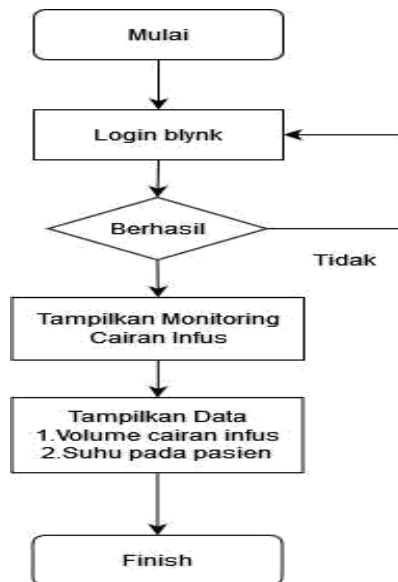 Mulai
Login blynk
Berhasil
Tidak
Tampilkan Monitoring
Cairan Infus
Tampilkan Data
1.Volume cairan infus
2.Suhu pada pasien
Finish